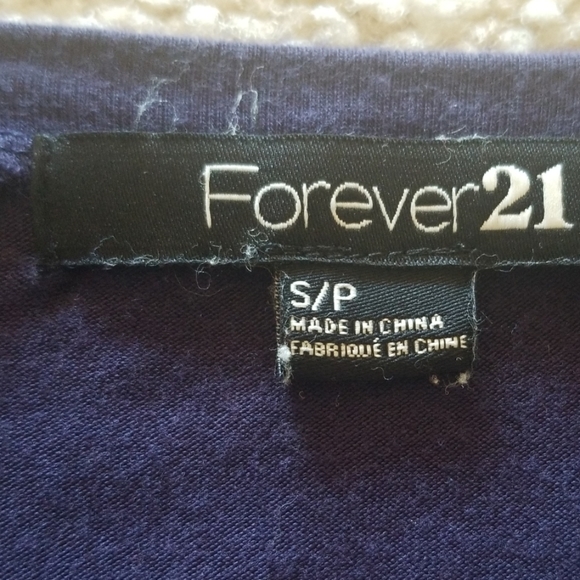 Forever21
S/P
MADE IN CHINA
FABRIQUÉ EN CHINE